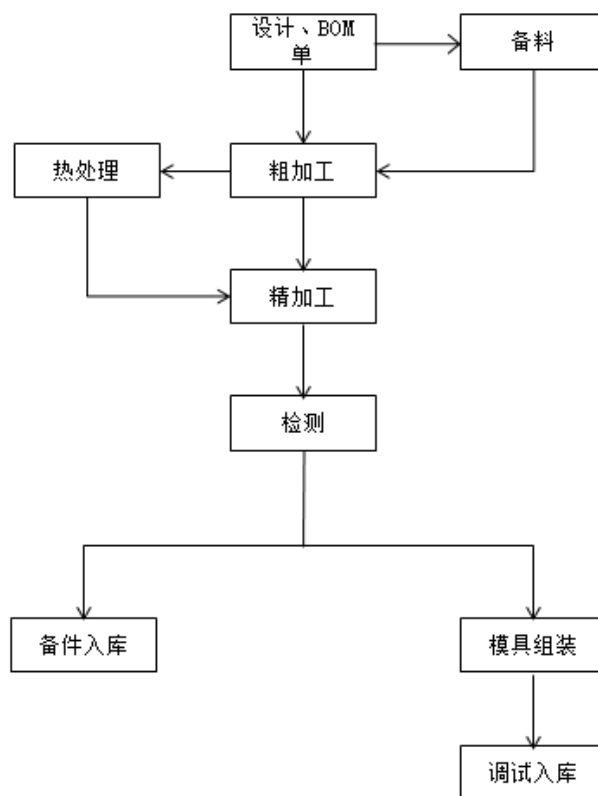 设计、BOM
单
备料
热处理
粗加工
精加工
检测
备件入库
模具组装
调试入库